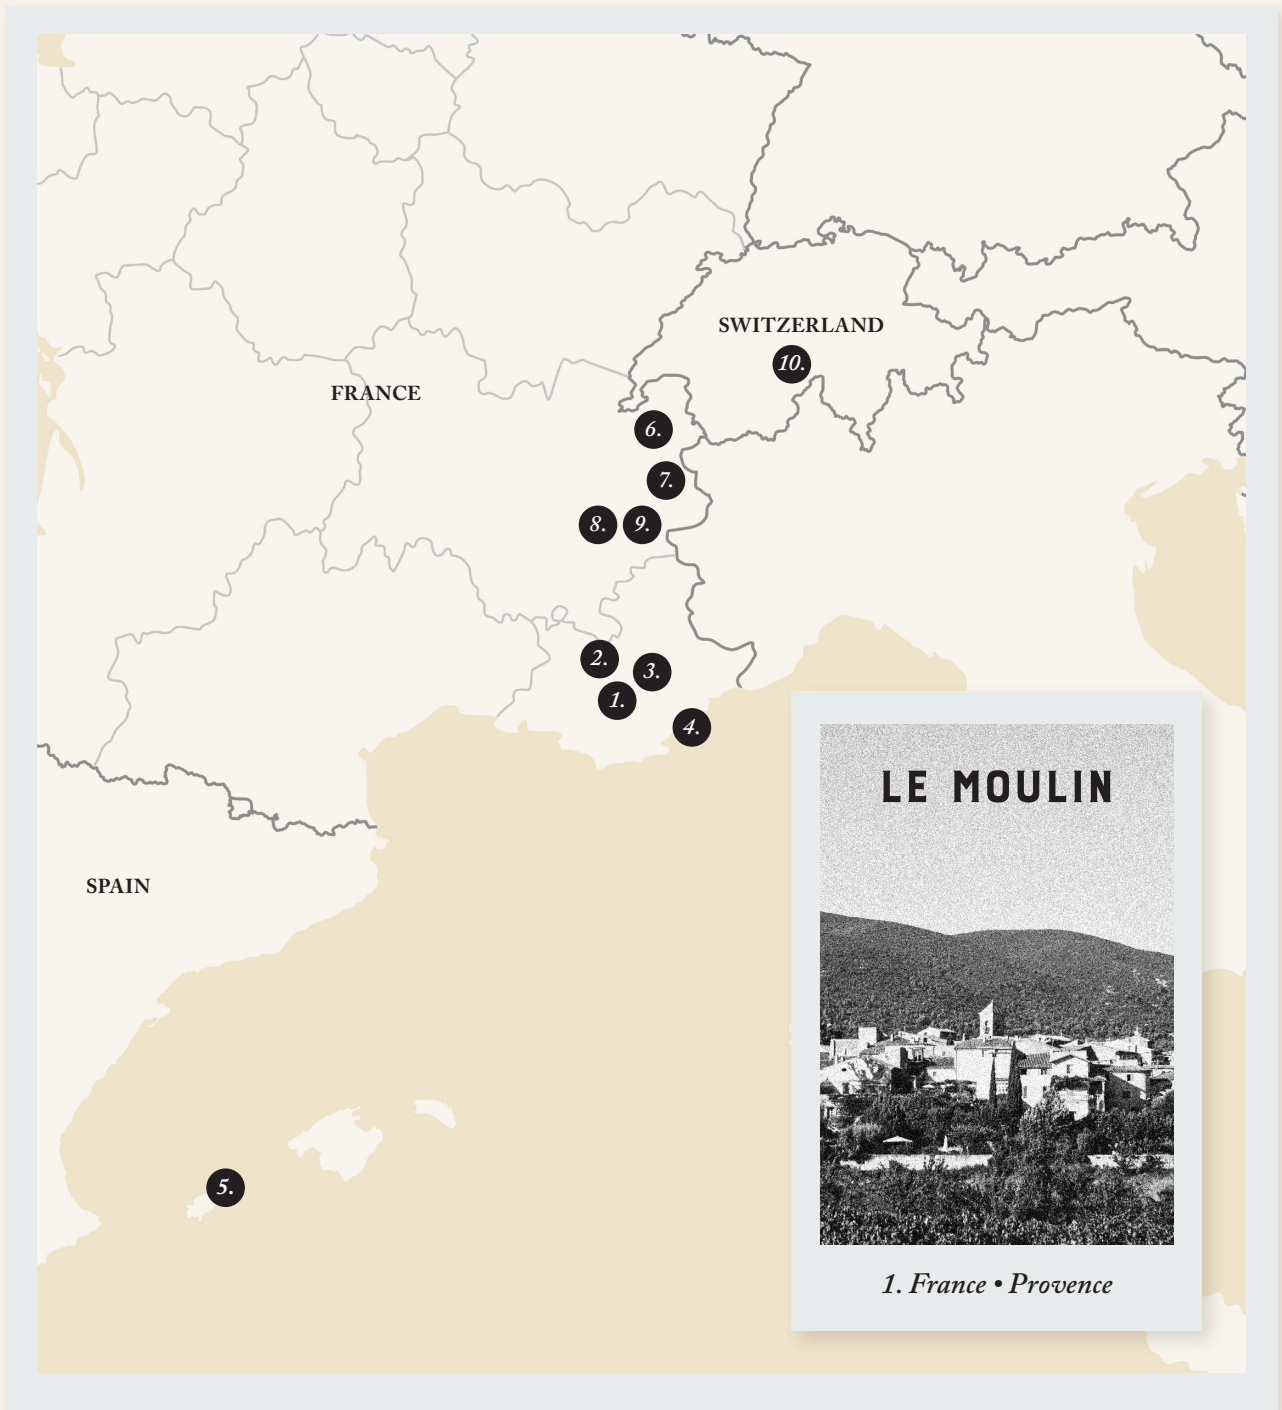 SWITZERLAND
10.
FRANCE
6.
7.
8. 9.
2.
3.
1.
4.
LE MOULIN
SPAIN
5.
1. France • Provence